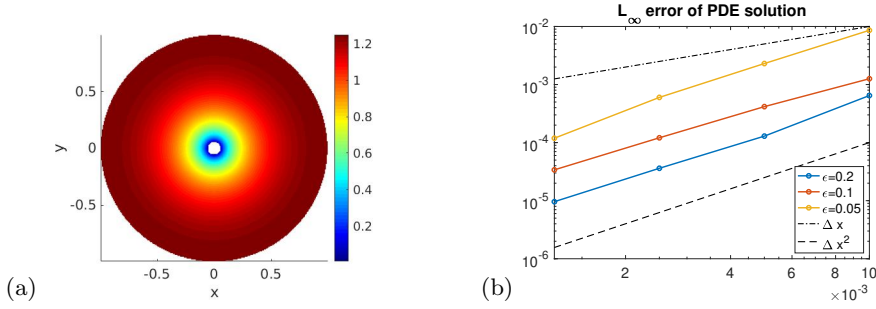 (a)
y
0.5
0
-0.5
-0.5 0 0.5
x
1.2
1
0.8
0.6
0.4
0.2
(b)
L∞ error of PDE solution
10⁻²
10⁻³
10⁻⁴
10⁻⁵
10⁻⁶
ϵ=0.2
ϵ=0.1
ϵ=0.05
Δ x
Δ x²
2 4 6 8 10
×10⁻³